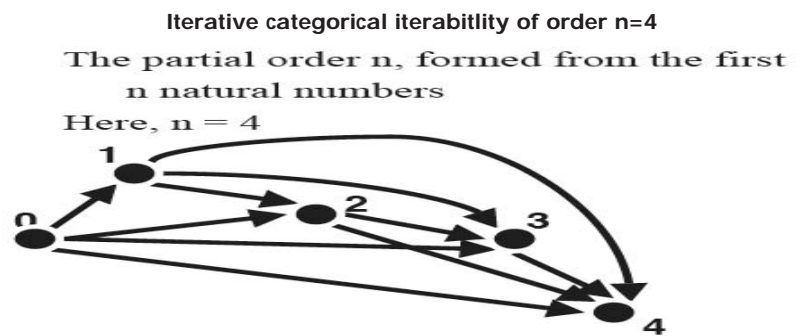 Iterative categorical iterabitlity of order n=4
The partial order n, formed from the first
n natural numbers
Here, n = 4
1
0
2
3
4